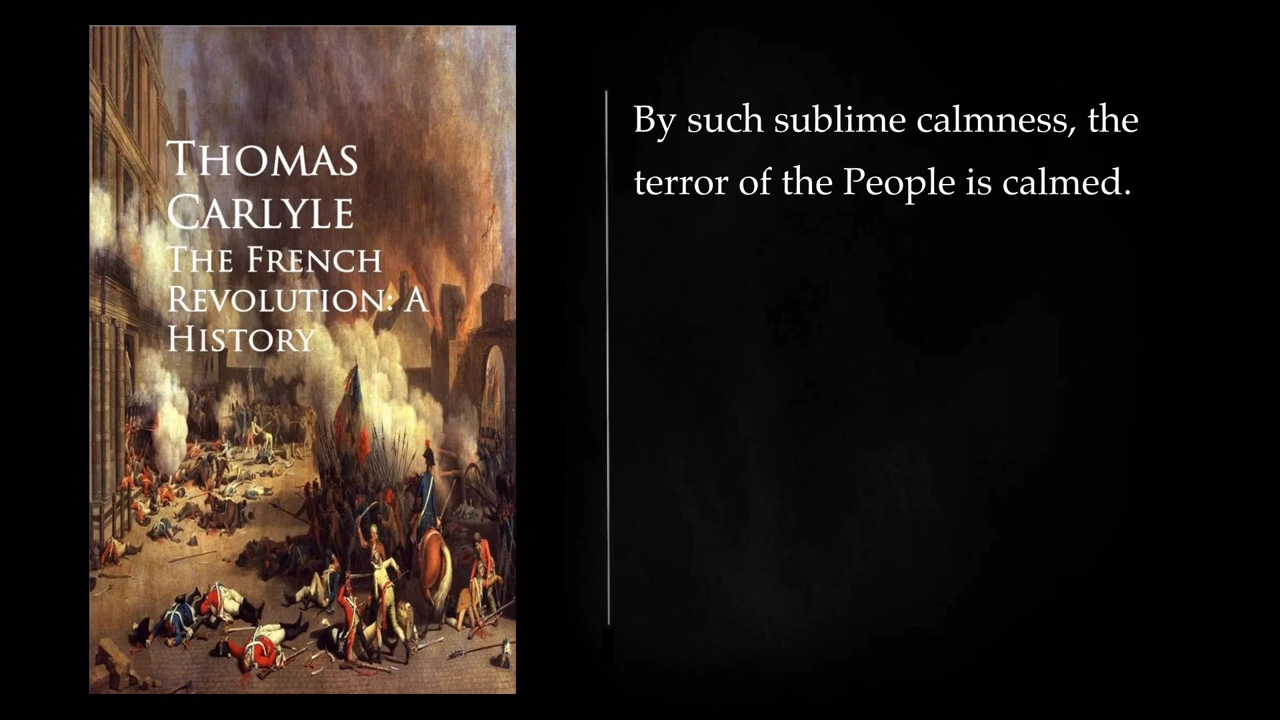 THOMAS
CARLYLE
THE FRENCH
REVOLUTION: A
HISTORY
By such sublime calmness, the
terror of the People is calmed.